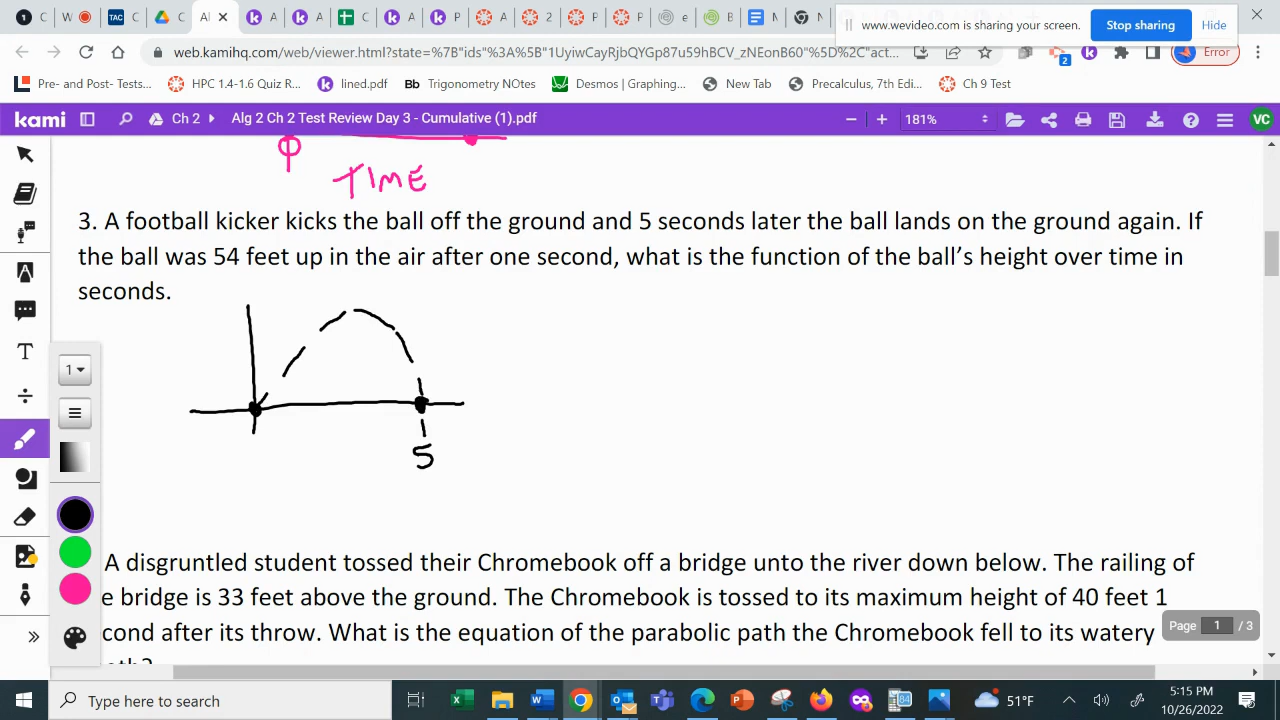 C
W
TAC
C
Al
A
A
C
A
P
A
2
P
P
e
B
M
C
www.wevideo.com is sharing your screen.
Stop sharing
Hide
web.kamihq.com/web/viewer.html?state=%7B"ids"%3A%5B"1UyiwCayRjbQYGp87u59hBCV_zNEonB60"%5D%2C"act...
2
Error
Pre- and Post- Tests...
HPC 1.4-1.6 Quiz R...
lined.pdf
Bb Trigonometry NOtes
Desmos | Graphing...
New Tab
Precalculus, 7th Edi...
Ch 9 Test
kami
Ch 2
Alg 2 Ch 2 Test Review Day 3 - Cumulative (1).pdf
181%
VC
TIME
3. A football kicker kicks the ball off the ground and 5 seconds later the ball lands on the ground again. If
the ball was 54 feet up in the air after one second, what is the function of the ball's height over time in
seconds.
5
1
A disgruntled student tossed their Chromebook off a bridge unto the river down below. The railing of
e bridge is 33 feet above the ground. The Chromebook is tossed to its maximum height of 40 feet 1
cond after its throw. What is the equation of the parabolic path the Chromebook fell to its watery
Page 1 / 3
Type here to search
51°F
5:15 PM
10/26/2022